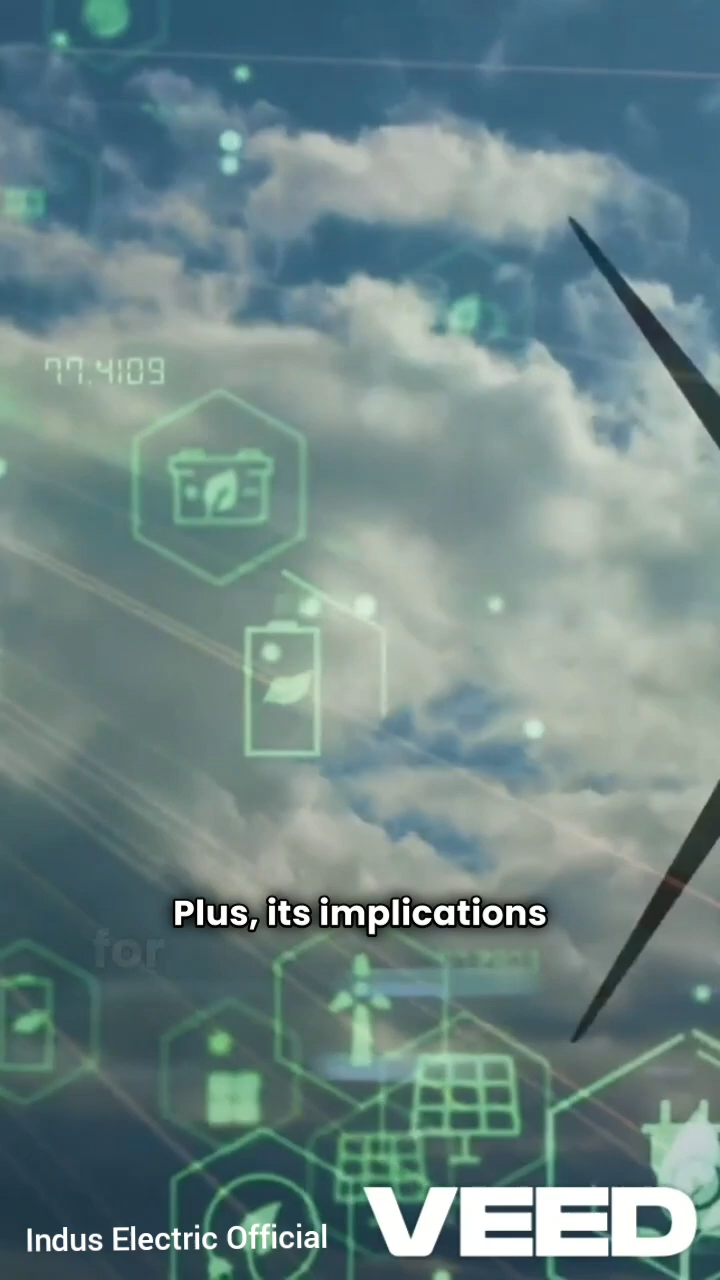 77.4109
Plus, its implications
for
Indus Electric Official
VEED